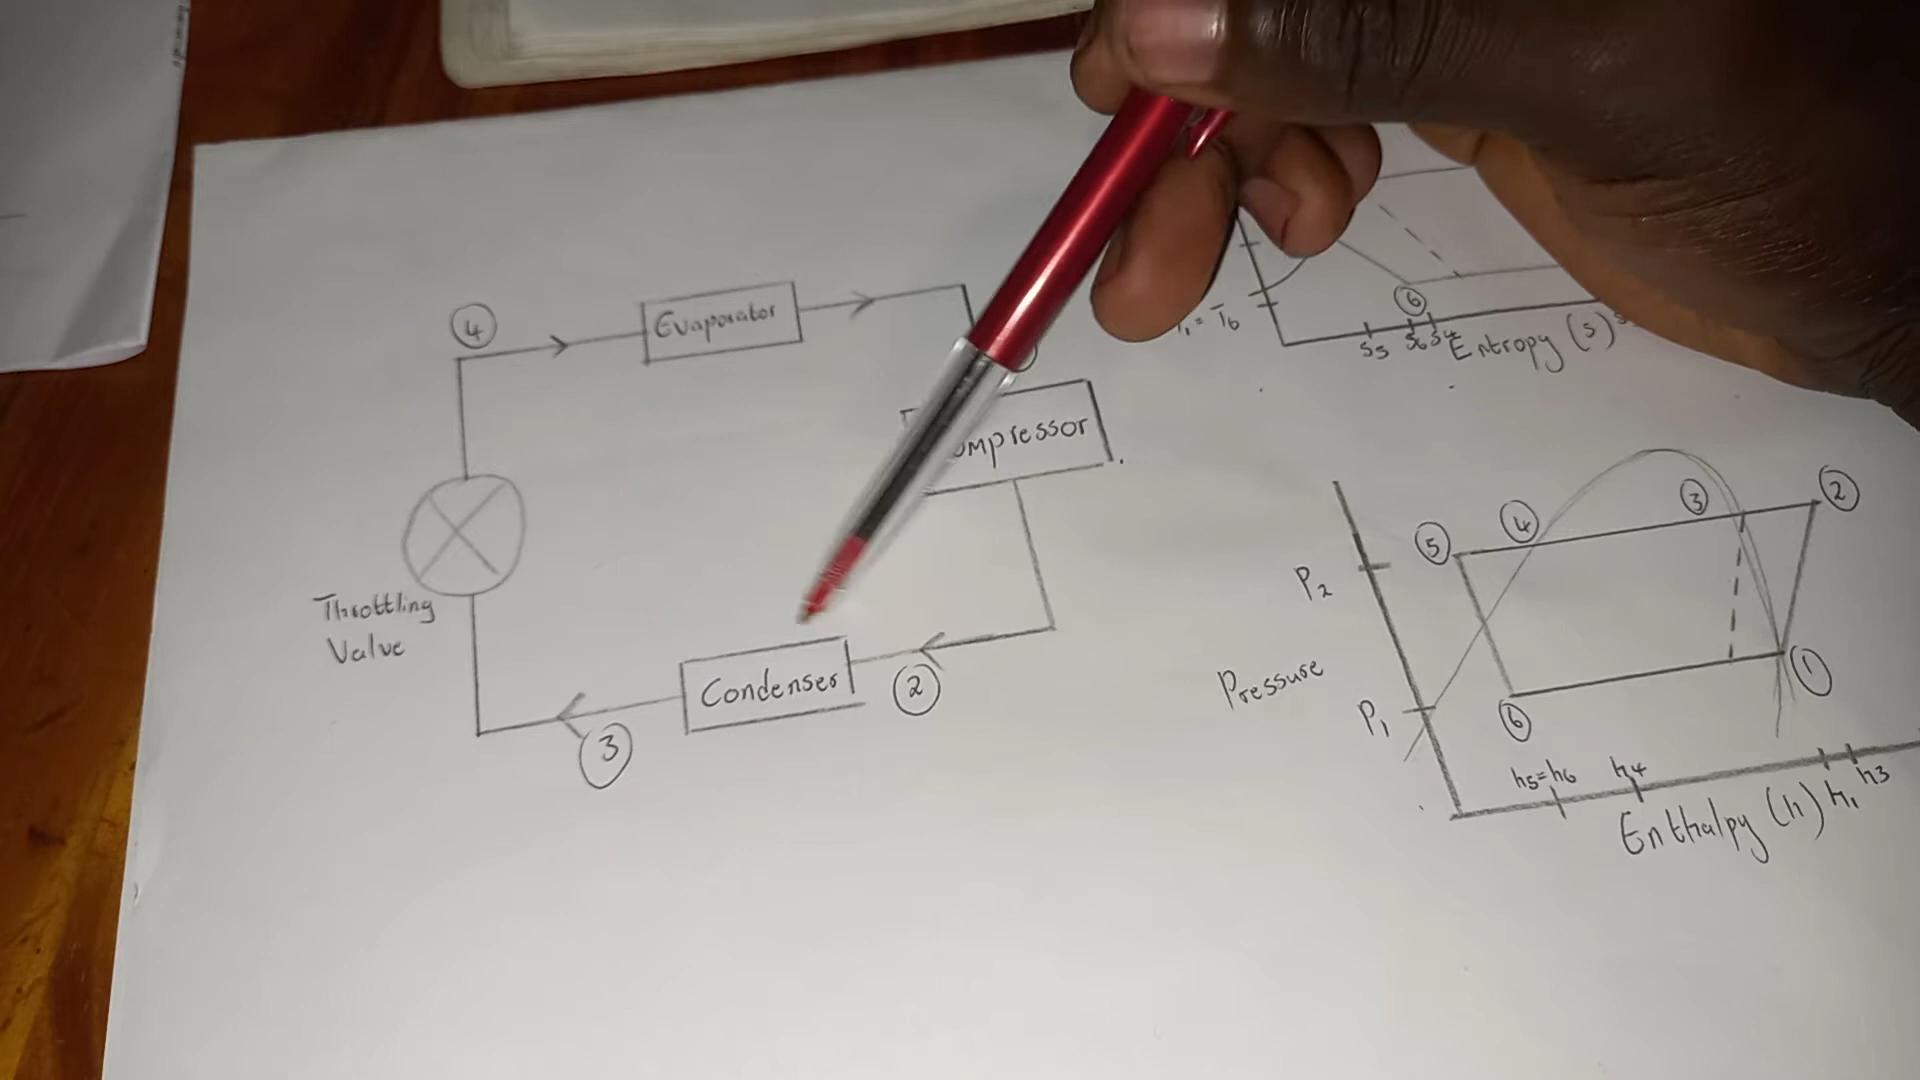 ④
Evaporator
ompressor
Throttling
Valve
Condenser
②
③
T₆
⑥
s₅
Entropy (s)
P₂
Pressure
P₁
⑤
④
③
②
①
⑥
h₅=h₆
h₄
h₁
h₃
Enthalpy (h)